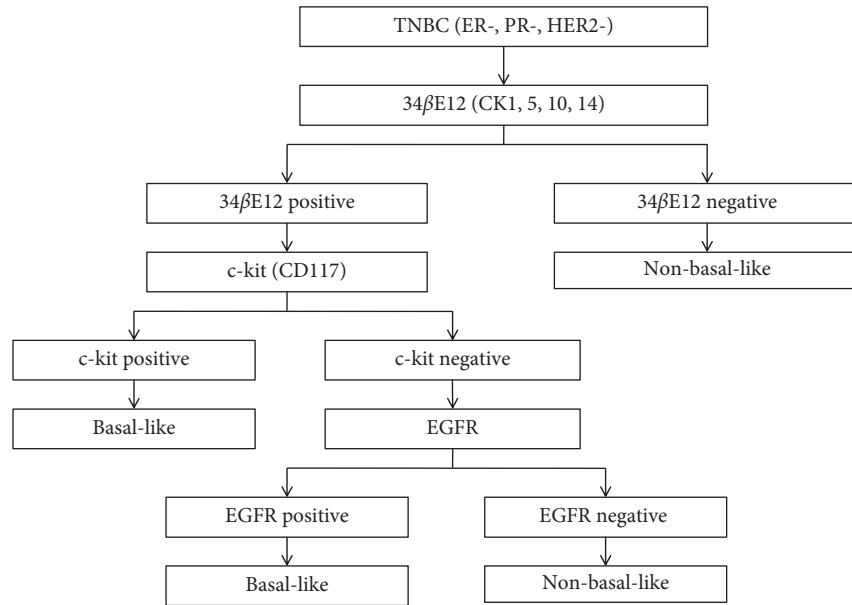 TNBC (ER-, PR-, HER2-)
34βE12 (CK1, 5, 10, 14)
34βE12 positive
34βE12 negative
c-kit (CD117)
Non-basal-like
c-kit positive
c-kit negative
Basal-like
EGFR
EGFR positive
EGFR negative
Basal-like
Non-basal-like